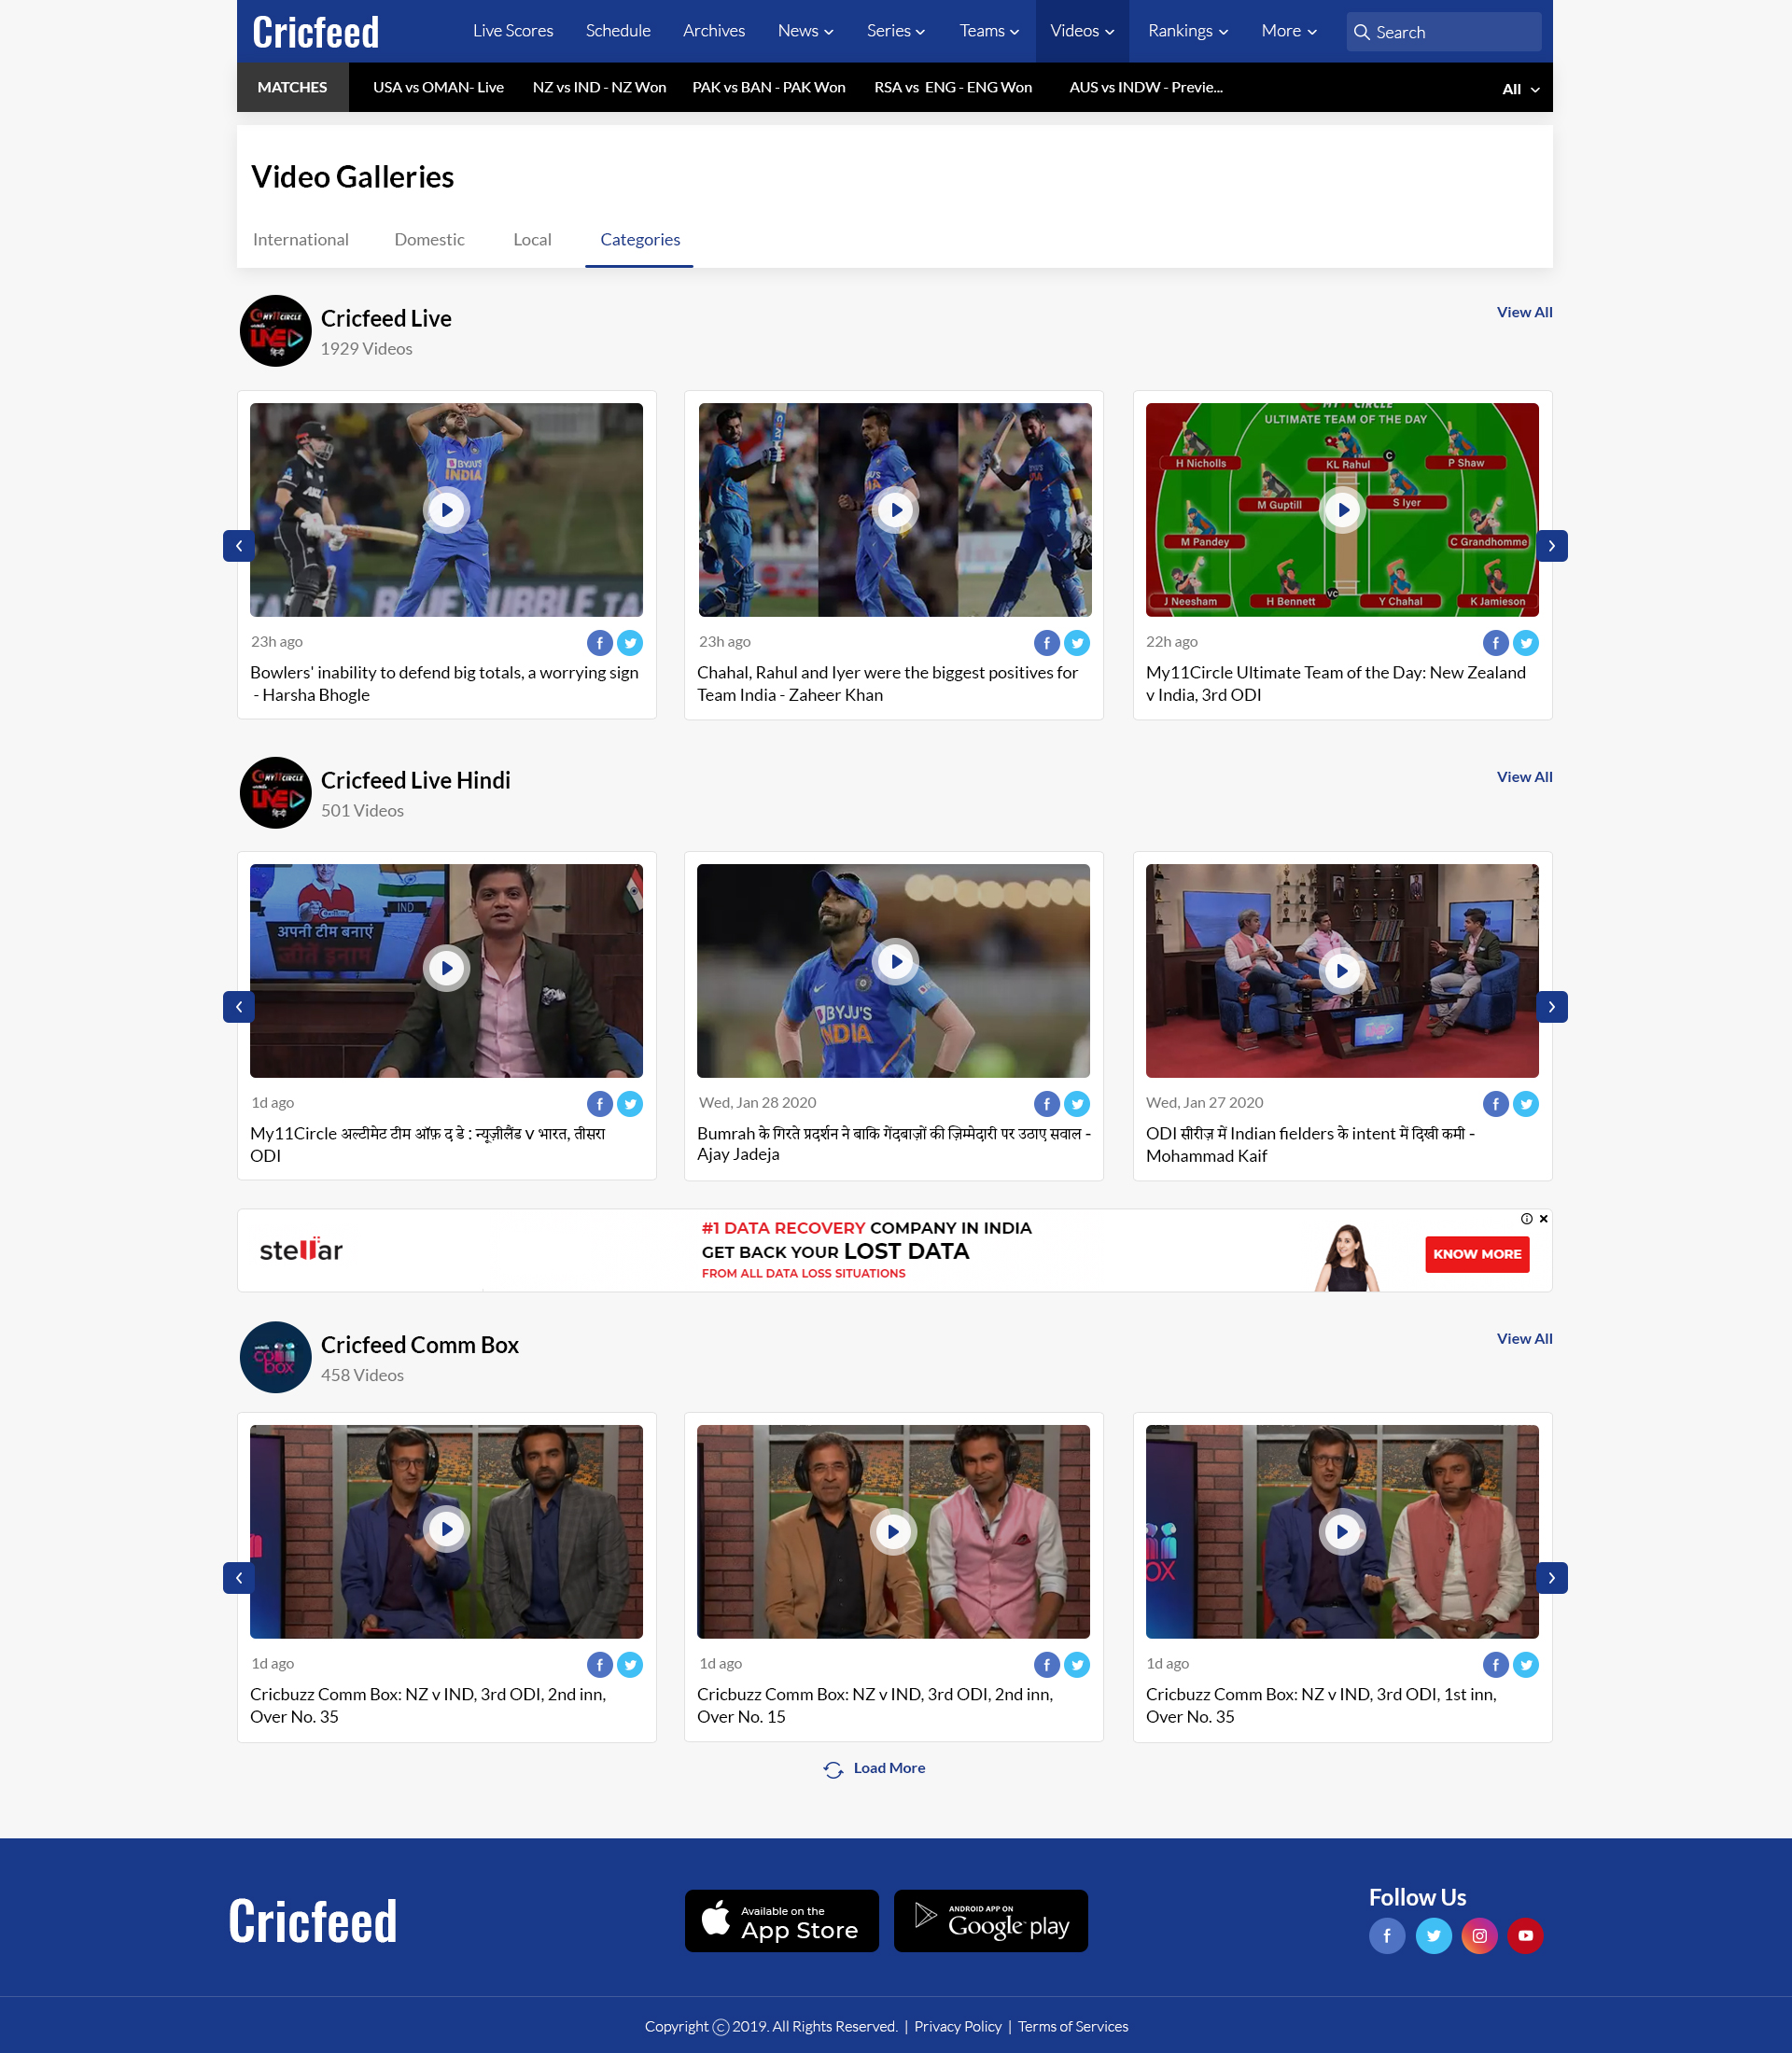 Cricfeed
Live Scores
Schedule
Archives
News
Series
Teams
Videos
Rankings
More
Search
MATCHES
USA vs OMAN- Live
NZ vs IND - NZ Won
PAK vs BAN - PAK Won
RSA vs  ENG - ENG Won
AUS vs INDW - Previe...
All
Video Galleries
International
Domestic
Local
Categories
MY11CIRCLE
LIVE
हिन्दी
Cricfeed Live
1929 Videos
View All
BYJU'S
INDIA
ULTIMATE TEAM OF THE DAY
H Nicholls
KL Rahul
C
P Shaw
M Guptill
S Iyer
M Pandey
C Grandhomme
J Neesham
H Bennett
VC
Y Chahal
K Jamieson
23h ago
Bowlers' inability to defend big totals, a worrying sign
- Harsha Bhogle
23h ago
Chahal, Rahul and Iyer were the biggest positives for
Team India - Zaheer Khan
22h ago
My11Circle Ultimate Team of the Day: New Zealand
v India, 3rd ODI
MY11CIRCLE
LIVE
हिन्दी
Cricfeed Live Hindi
501 Videos
View All
IND
अपनी टीम बनाएं
जीतें इनाम
BYJU'S
INDIA
1d ago
My11Circle अल्टीमेट टीम ऑफ़ द डे : न्यूज़ीलैंड v भारत, तीसरा
ODI
Wed, Jan 28 2020
Bumrah के गिरते प्रदर्शन ने बाकि गेंदबाज़ों की ज़िम्मेदारी पर उठाए सवाल -
Ajay Jadeja
Wed, Jan 27 2020
ODI सीरीज़ में Indian fielders के intent में दिखी कमी -
Mohammad Kaif
stellar
#1 DATA RECOVERY COMPANY IN INDIA
GET BACK YOUR LOST DATA
FROM ALL DATA LOSS SITUATIONS
KNOW MORE
box
Cricfeed Comm Box
458 Videos
View All
1d ago
Cricbuzz Comm Box: NZ v IND, 3rd ODI, 2nd inn,
Over No. 35
1d ago
Cricbuzz Comm Box: NZ v IND, 3rd ODI, 2nd inn,
Over No. 15
1d ago
Cricbuzz Comm Box: NZ v IND, 3rd ODI, 1st inn,
Over No. 35
Load More
Cricfeed
Available on the
App Store
ANDROID APP ON
Google play
Follow Us
Copyright © 2019. All Rights Reserved.  |  Privacy Policy  |  Terms of Services